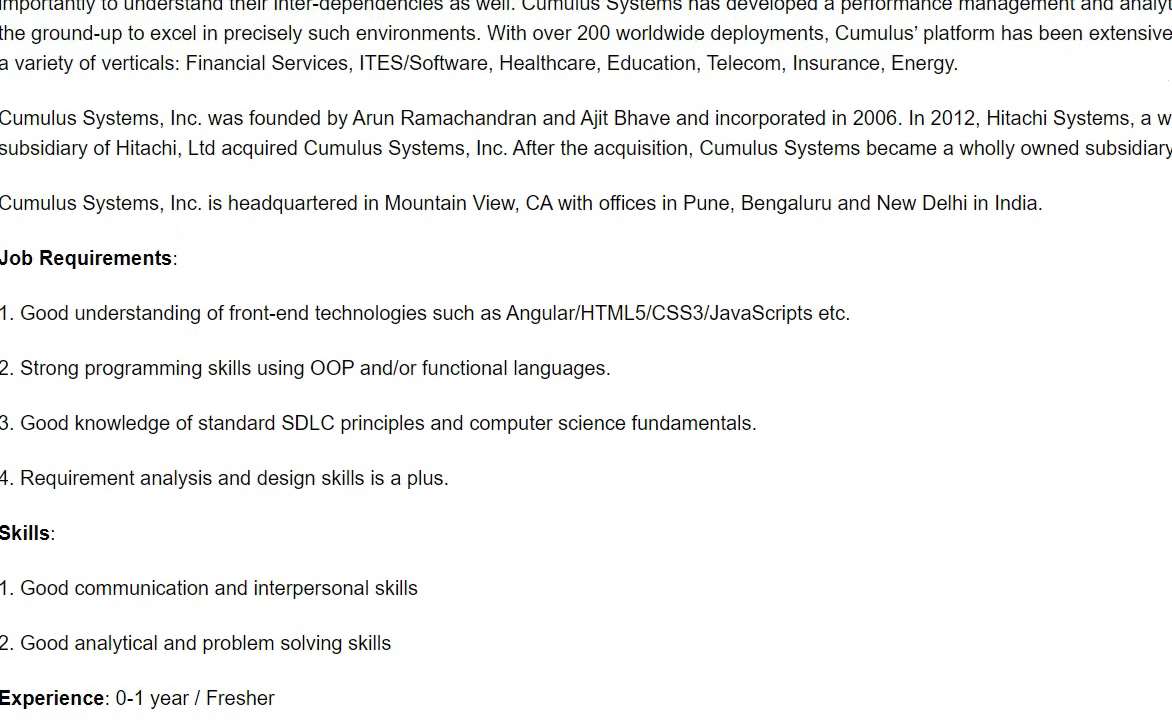 importantly to understand their inter-dependencies as well. Cumulus Systems has developed a performance management and
the ground-up to excel in precisely such environments. With over 200 worldwide deployments, Cumulus’ platform has been
a variety of verticals: Financial Services, ITES/Software, Healthcare, Education, Telecom, Insurance, Energy.
Cumulus Systems, Inc. was founded by Arun Ramachandran and Ajit Bhave and incorporated in 2006. In 2012, Hitachi Systems, a
subsidiary of Hitachi, Ltd acquired Cumulus Systems, Inc. After the acquisition, Cumulus Systems became a wholly owned subsidiary
Cumulus Systems, Inc. is headquartered in Mountain View, CA with offices in Pune, Bengaluru and New Delhi in India.
Job Requirements:
1. Good understanding of front-end technologies such as Angular/HTML5/CSS3/JavaScripts etc.
2. Strong programming skills using OOP and/or functional languages.
3. Good knowledge of standard SDLC principles and computer science fundamentals.
4. Requirement analysis and design skills is a plus.
Skills:
1. Good communication and interpersonal skills
2. Good analytical and problem solving skills
Experience: 0-1 year / Fresher